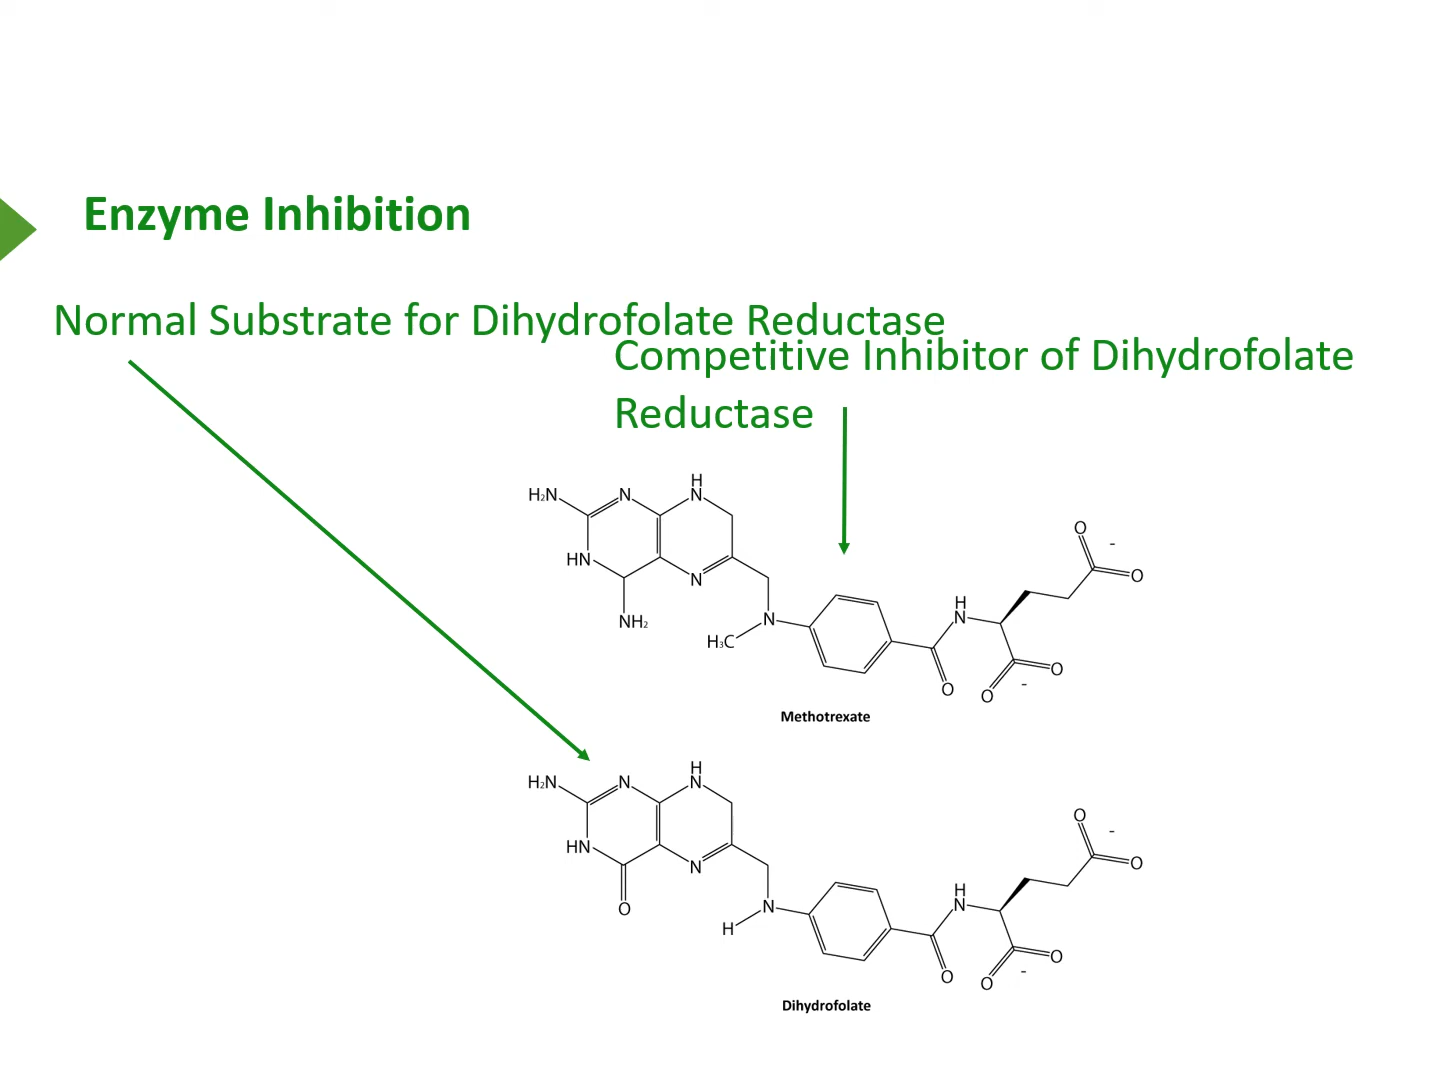 Enzyme Inhibition
Normal Substrate for Dihydrofolate Reductase
Competitive Inhibitor of Dihydrofolate
Reductase
H₂N
N
H
N
HN
N
NH₂
N
H₃C
H
N
O
O
O
-
O
O
-
Methotrexate
H₂N
N
H
N
HN
N
O
N
H
H
N
O
O
O
-
O
O
-
Dihydrofolate